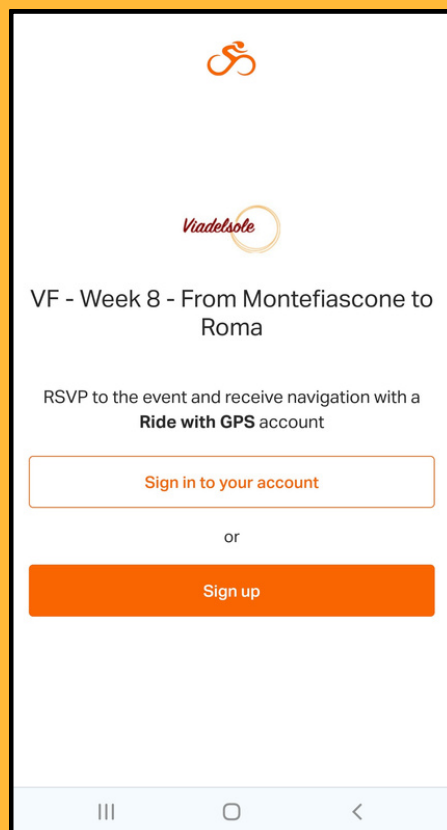 Viadelsole
VF - Week 8 - From Montefiascone to
Roma
RSVP to the event and receive navigation with a
Ride with GPS account
Sign in to your account
or
Sign up